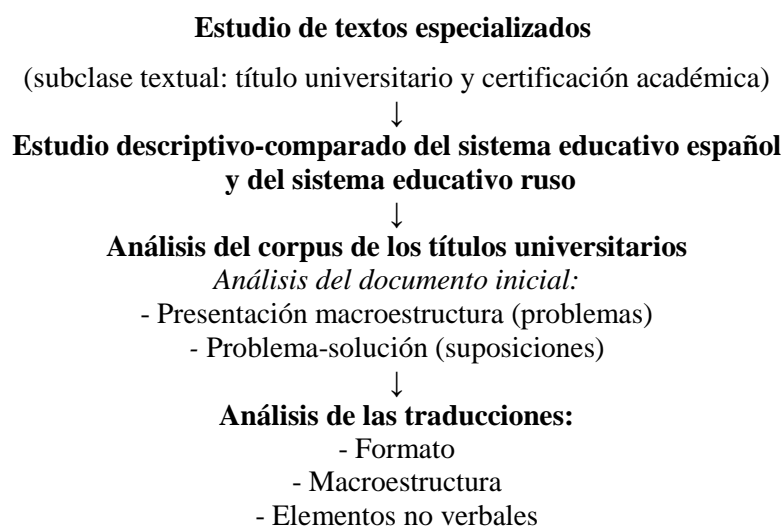 Estudio de textos especializados
(subclase textual: título universitario y certificación académica)
↓
Estudio descriptivo-comparado del sistema educativo español
y del sistema educativo ruso
↓
Análisis del corpus de los títulos universitarios
Análisis del documento inicial:
- Presentación macroestructura (problemas)
- Problema-solución (suposiciones)
↓
Análisis de las traducciones:
- Formato
- Macroestructura
- Elementos no verbales